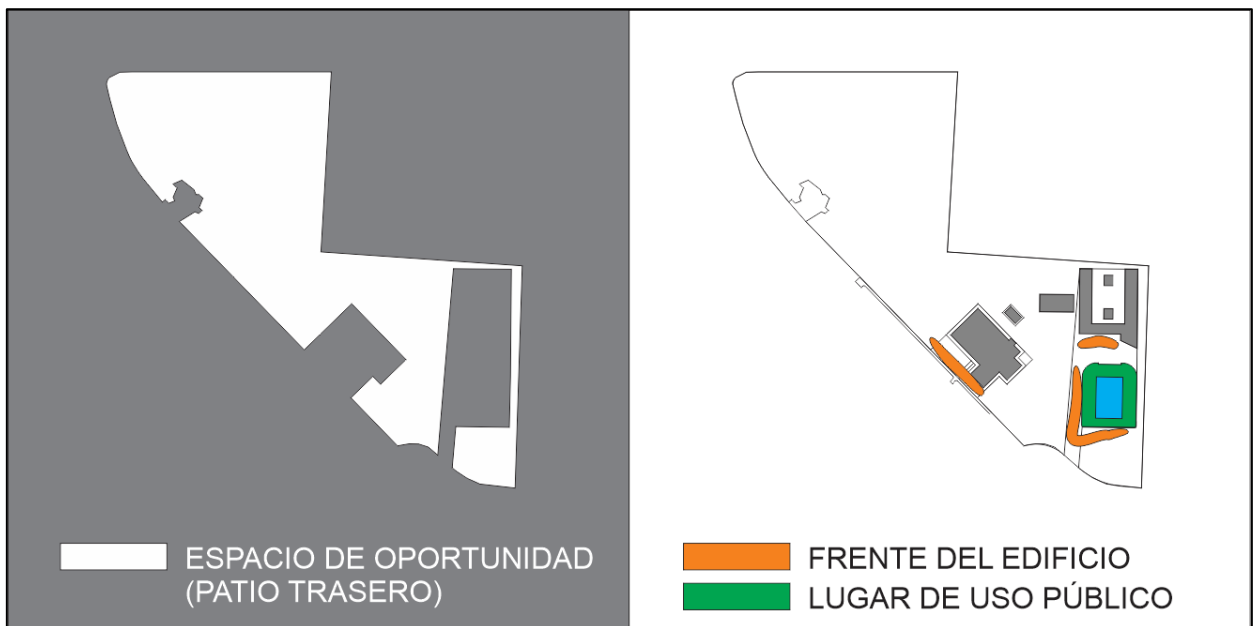 ESPACIO DE OPORTUNIDAD
(PATIO TRASERO)
FRENTE DEL EDIFICIO
LUGAR DE USO PÚBLICO